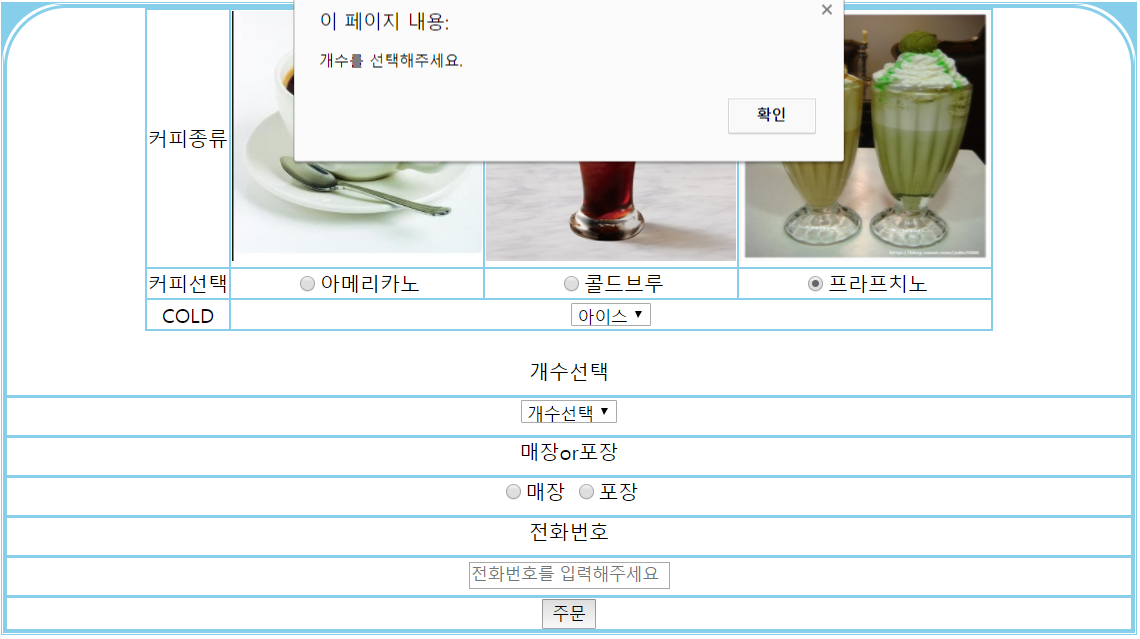 이 페이지 내용:
×
개수를 선택해주세요.
확인
커피종류
커피선택
아메리카노
콜드브루
프라프치노
COLD
아이스 ▼
개수선택
개수선택 ▼
매장or포장
매장 포장
전화번호
전화번호를 입력해주세요
주문